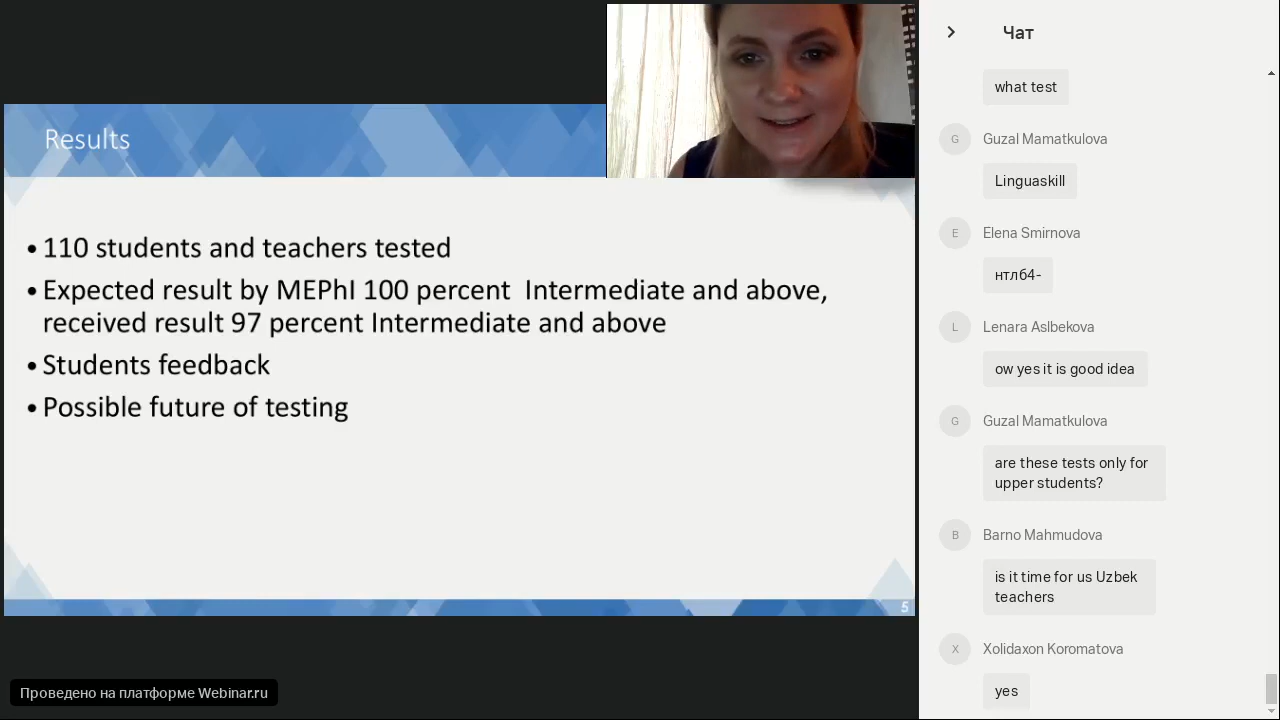 Results
• 110 students and teachers tested
• Expected result by MEPhI 100 percent  Intermediate and above,
received result 97 percent Intermediate and above
• Students feedback
• Possible future of testing
5
Проведено на платформе Webinar.ru
Чат
what test
G
Guzal Mamatkulova
Linguaskill
E
Elena Smirnova
нтлб4-
L
Lenara Aslbekova
ow yes it is good idea
G
Guzal Mamatkulova
are these tests only for
upper students?
B
Barno Mahmudova
is it time for us Uzbek
teachers
X
Xolidaxon Koromatova
yes